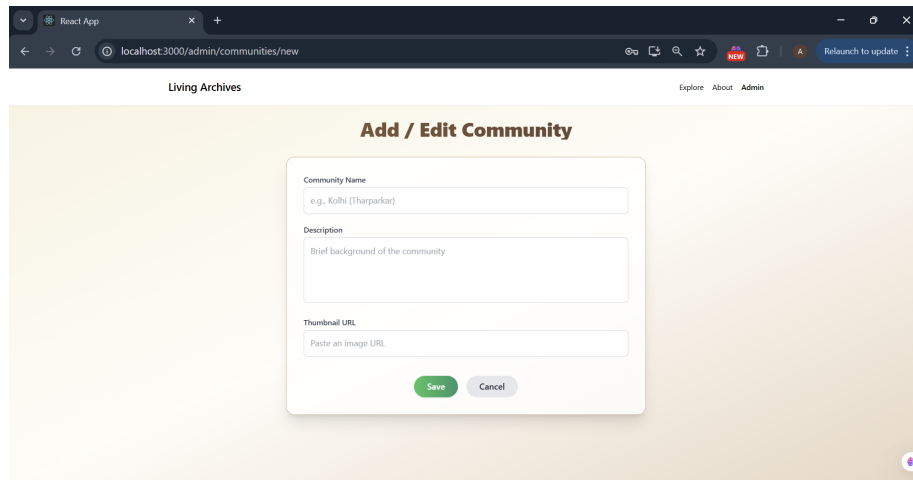 React App
localhost:3000/admin/communities/new
NEW
A
Relaunch to update
Living Archives
Explore About Admin
Add / Edit Community
Community Name
e.g., Kolhi (Tharparkar)
Description
Brief background of the community
Thumbnail URL
Paste an image URL
Save Cancel